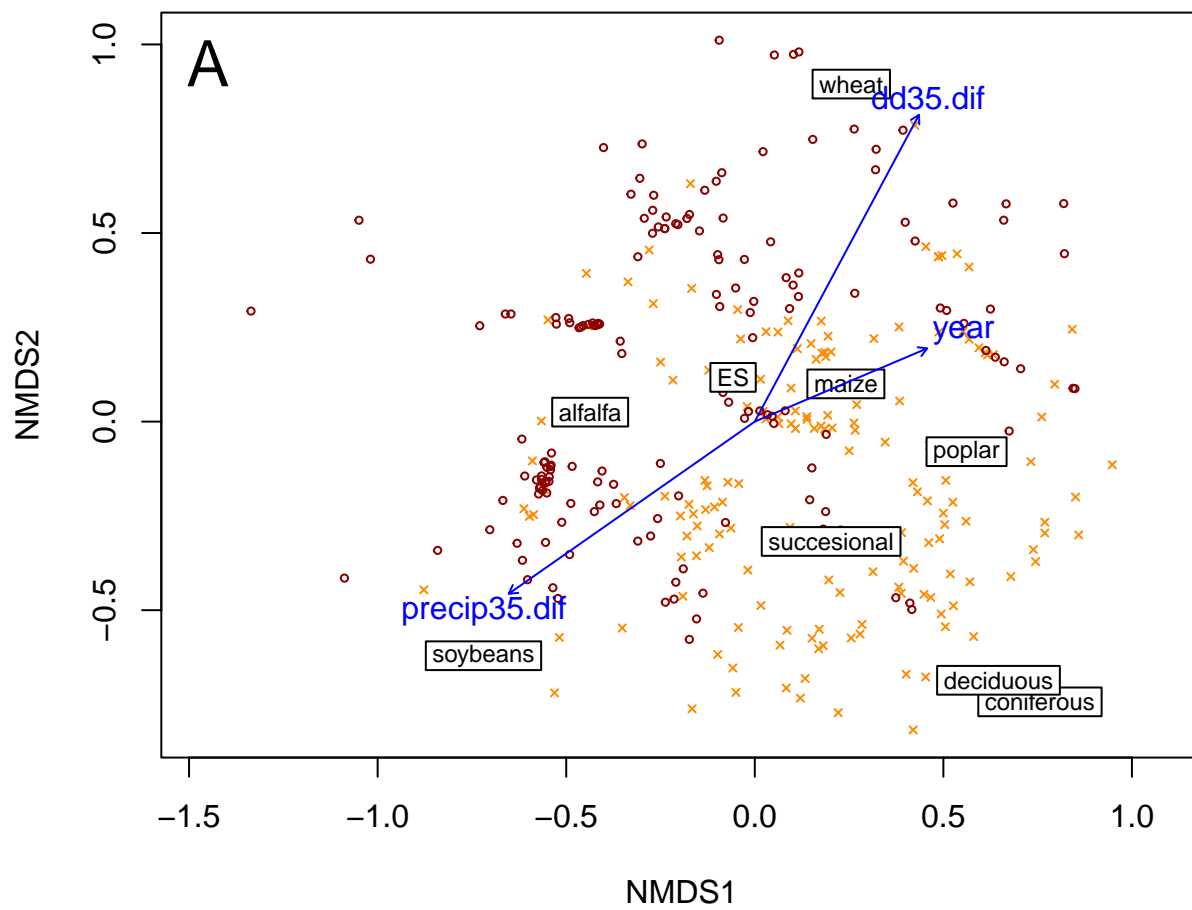 A
1.0
wheat
dd35.dif
0.5
year
NMDS2
ES
maize
alfalfa
0.0
poplar
succesional
−0.5
precip35.dif
soybeans
deciduous
coniferous
−1.5
−1.0
−0.5
0.0
0.5
1.0
NMDS1